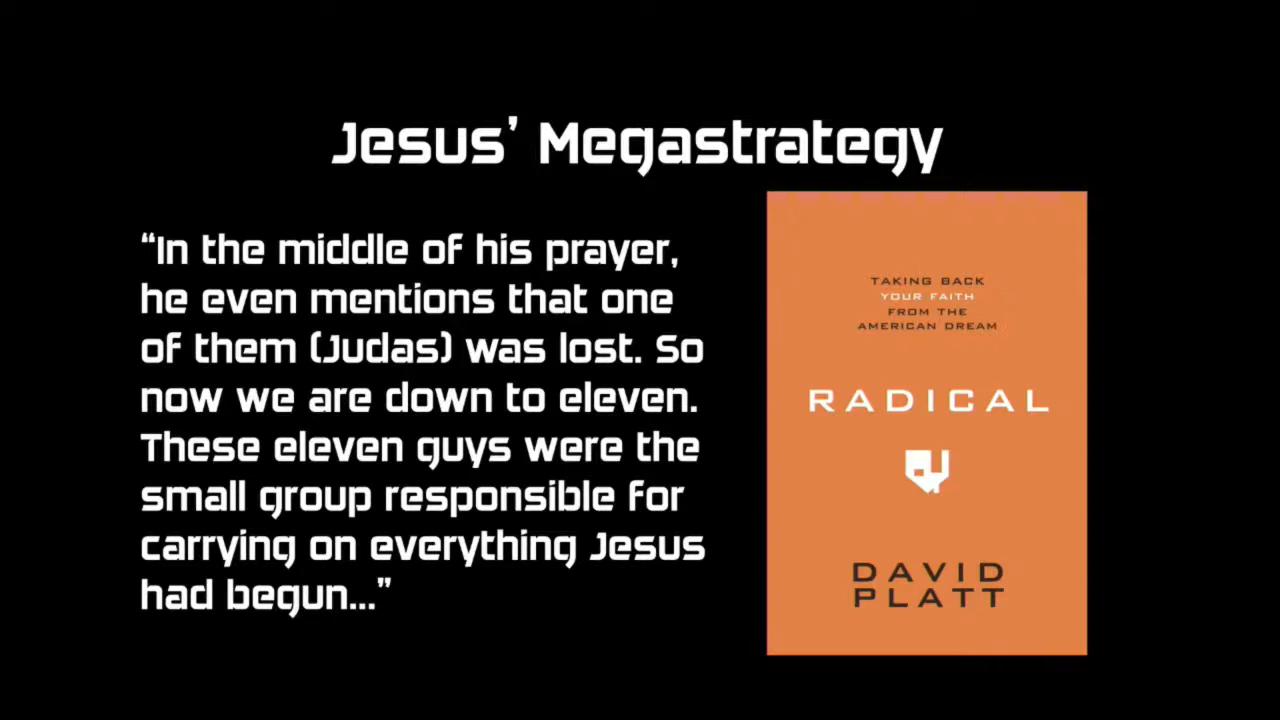 Jesus’ Megastrategy
“In the middle of his prayer,
he even mentions that one
of them (Judas) was lost. So
now we are down to eleven.
These eleven guys were the
small group responsible for
carrying on everything Jesus
had begun...”
TAKING BACK
YOUR FAITH
FROM THE
AMERICAN DREAM
RADICAL
DAVID
PLATT